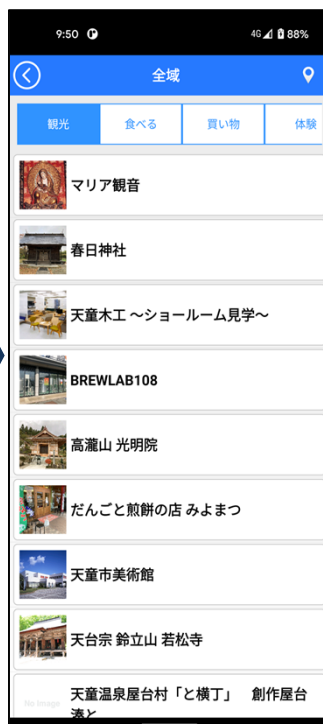 9:50
4G 88%
全域
観光 食べる 買い物 体験
マリア観音
春日神社
天童木工 ～ショールーム見学～
BREWLAB108
高瀧山 光明院
だんごと煎餅の店 みよまつ
天童市美術館
天台宗 鈴立山 若松寺
No Image
天童温泉屋台村「と横丁」　創作屋台
湊と